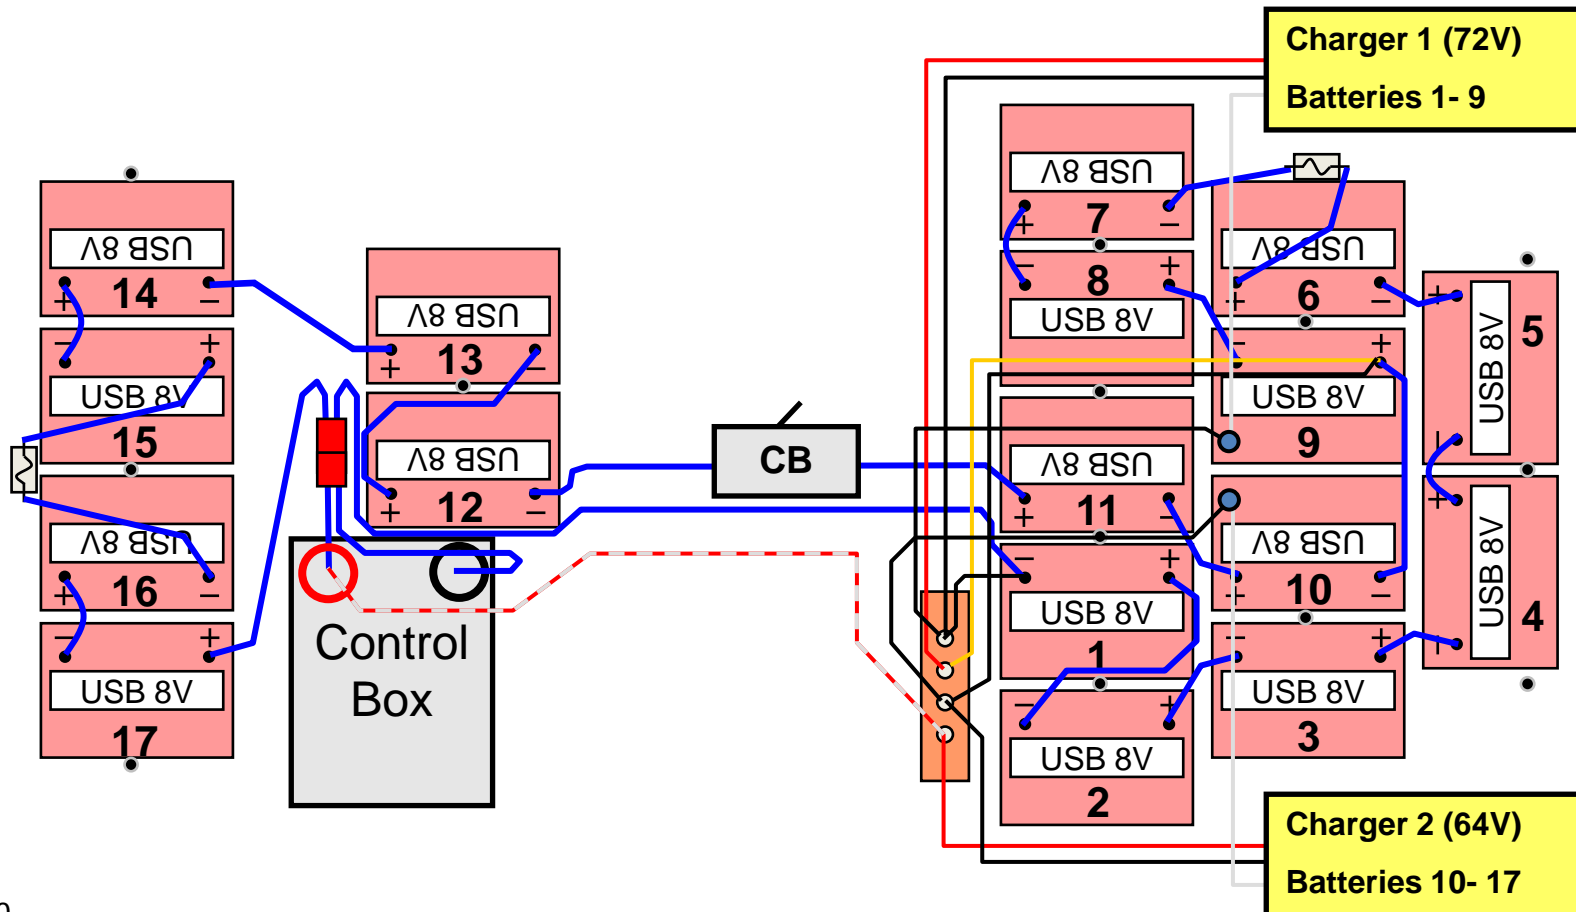 Charger 1 (72V)
Batteries 1- 9
USB 8V
7
+ −
− +
8
USB 8V
USB 8V
6
+ −
+
5
USB 8V
+
USB 8V
14
+ −
− +
USB 8V
15
USB 8V
13
+ −
USB 8V
12
+ −
CB
− +
USB 8V
9
USB 8V
11
+ −
USB 8V
16
+ −
− +
USB 8V
17
Control
Box
− +
USB 8V
1
USB 8V
10
+ −
+
USB 8V
4
+
− +
USB 8V
2
− +
USB 8V
3
Charger 2 (64V)
Batteries 10- 17